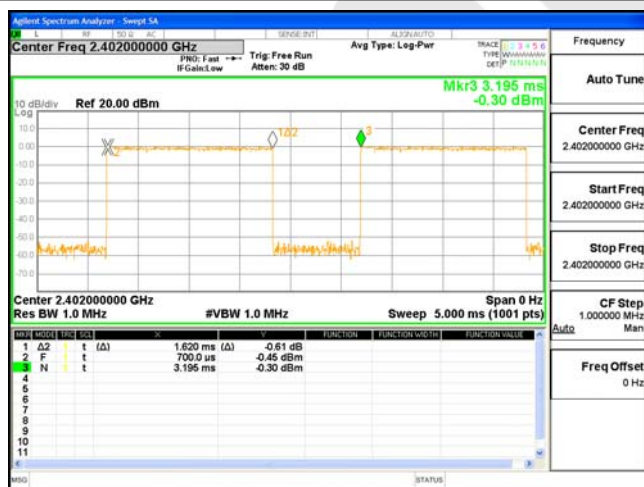 Agilent Spectrum Analyzer - Swept SA
L RF 50 Ω AC SENSE:INT ALIGNAUTO
Center Freq 2.402000000 GHz
PNO: Fast
IFGain:Low
Trig: Free Run
Atten: 30 dB
Avg Type: Log-Pwr
TRACE 1 2 3 4 5 6
TYPE
DET P N N N N N
Mkr3 3.195 ms
-0.30 dBm
10 dB/div Ref 20.00 dBm
Log
10.0
0.00
-10.0
-20.0
-30.0
-40.0
-50.0
-60.0
-70.0
2
1Δ2
3
Center 2.402000000 GHz Span 0 Hz
Res BW 1.0 MHz #VBW 1.0 MHz Sweep 5.000 ms (1001 pts)
MKR MODE TRC SCL X Y FUNCTION FUNCTION WIDTH FUNCTION VALUE
1 Δ2 1 t (Δ) 1.620 ms (Δ) -0.61 dB
2 F 1 t 700.0 us -0.45 dBm
3 N 1 t 3.195 ms -0.30 dBm
4
5
6
7
8
9
10
11
MSG STATUS
Frequency
Auto Tune
Center Freq
2.402000000 GHz
Start Freq
2.402000000 GHz
Stop Freq
2.402000000 GHz
CF Step
1.000000 MHz
Auto Man
Freq Offset
0 Hz